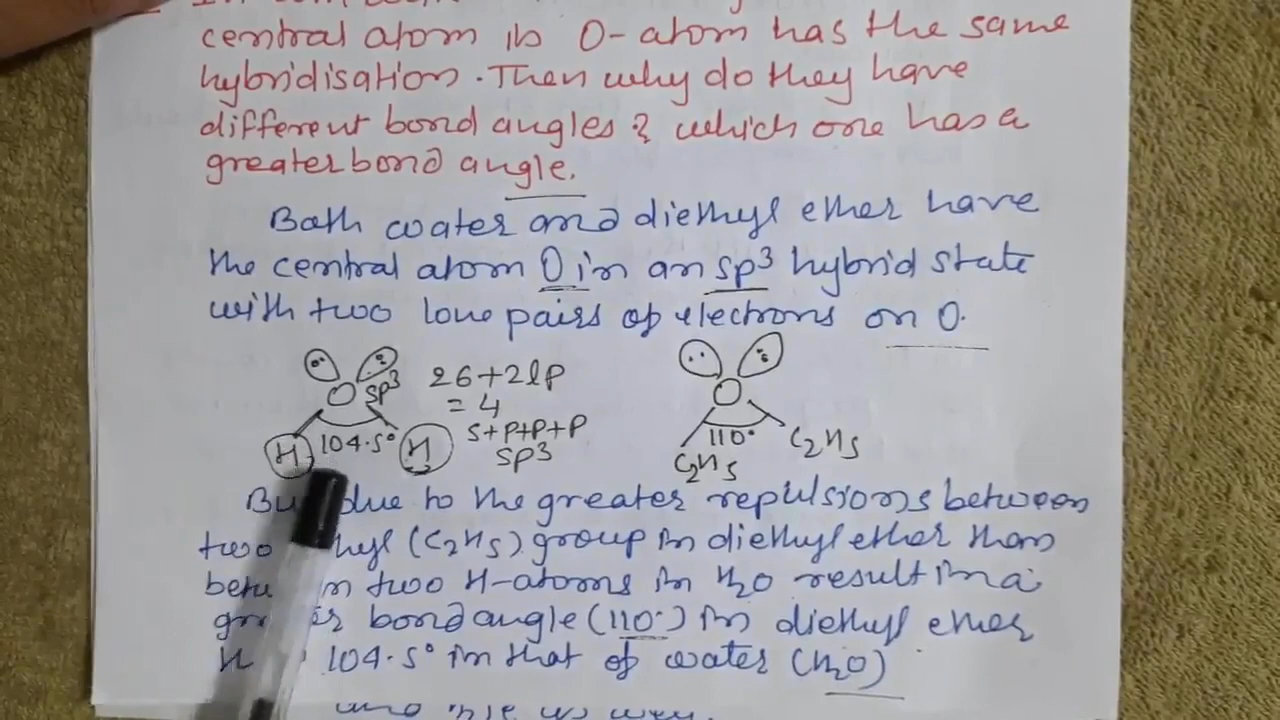 central atom is O-atom has the same
hybridisation. Then why do they have
different bond angles? which one has a
greater bond angle.
Both water and diethyl ether have
the central atom O in an sp³ hybrid state
with two lone pairs of electrons on O.
O sp³
H 104.5° H
2б+2lp
= 4
s+p+p+p
sp³
O
110°
C₂H₅ C₂H₅
due to the greater repulsions between
two (C₂H₅) group in diethyl ether than
two H-atoms in H₂O result in a
bond angle (110°) in diethyl ether
104.5° in that of water (H₂O)